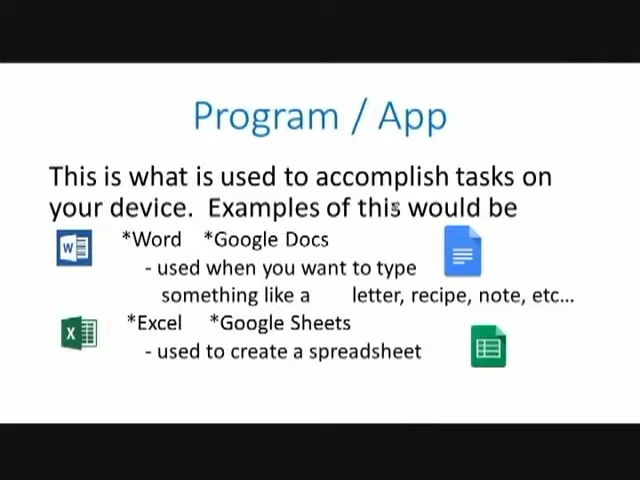 Program / App
This is what is used to accomplish tasks on
your device. Examples of this would be
*Word *Google Docs
- used when you want to type
something like a letter, recipe, note, etc...
*Excel *Google Sheets
- used to create a spreadsheet